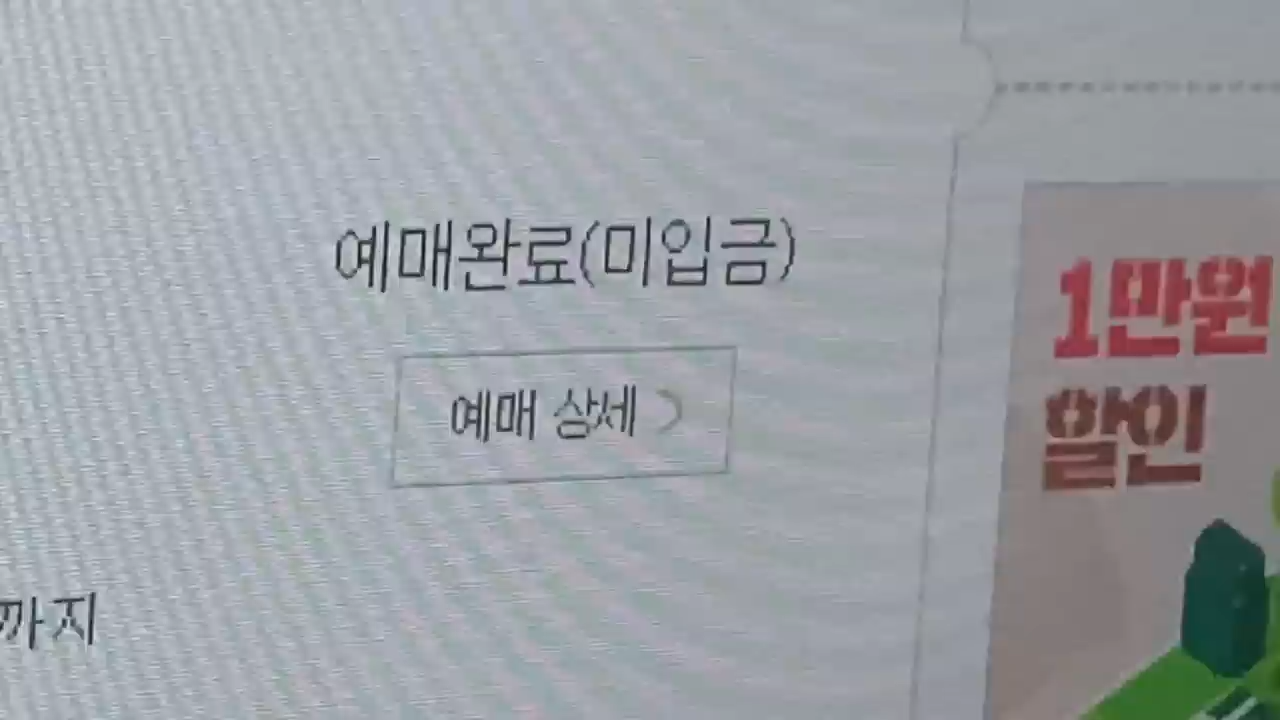 예매완료(미입금)
예매 상세 >
까지
1만원
할인